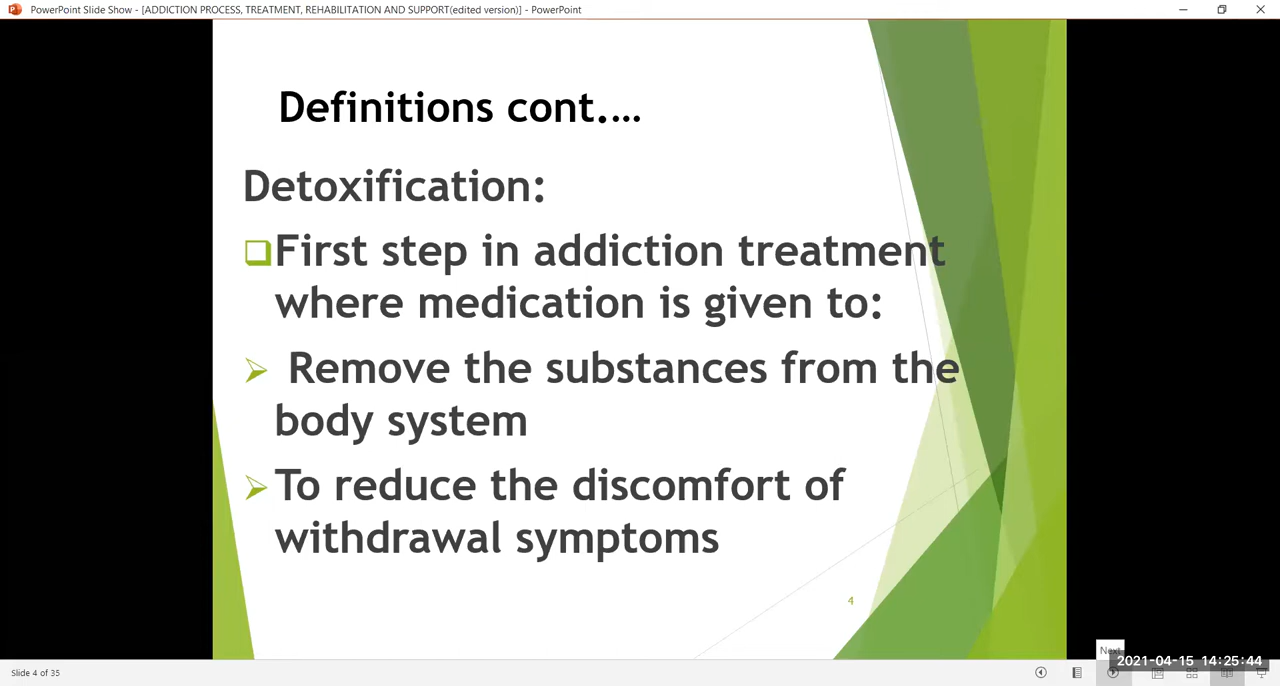 PowerPoint Slide Show - [ADDICTION PROCESS, TREATMENT, REHABILITATION AND SUPPORT(edited version)] - PowerPoint
Definitions cont.…
Detoxification:
First step in addiction treatment
where medication is given to:
Remove the substances from the
body system
To reduce the discomfort of
withdrawal symptoms
4
2021-04-15 14:25:44
Slide 4 of 35